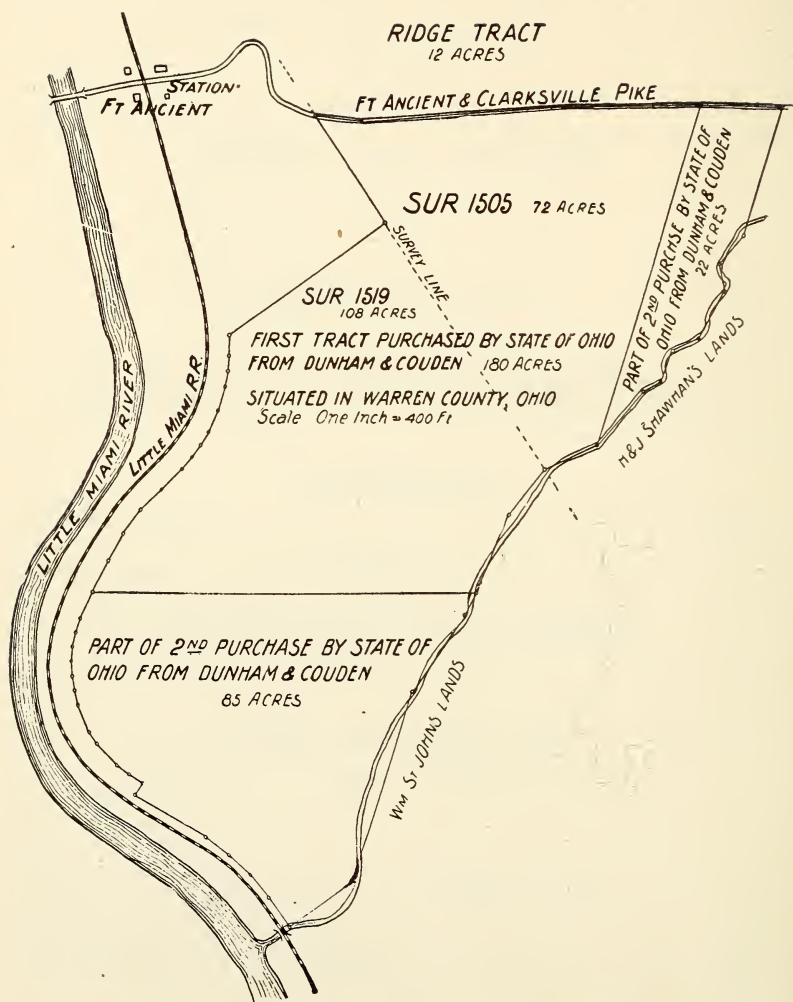 RIDGE TRACT
12 ACRES
STATION
FT ANCIENT
FT ANCIENT & CLARKSVILLE PIKE
SUR 1505 72 ACRES
PART OF 2ND PURCHSE BY STATE OF
OHIO FROM DUNHAM & COUDEN
22 ACRES
SURVEY LINE
SUR 1519
108 ACRES
FIRST TRACT PURCHASED BY STATE OF OHIO
FROM DUNHAM & COUDEN 180 ACRES
SITUATED IN WARREN COUNTY, OHIO
Scale One Inch = 400 Ft
M&J SHAWHAN'S LANDS
LITTLE MIAMI RIVER
LITTLE MIAMI R.R.
PART OF 2ND PURCHASE BY STATE OF
OHIO FROM DUNHAM & COUDEN
85 ACRES
WM ST JOHNS LANDS